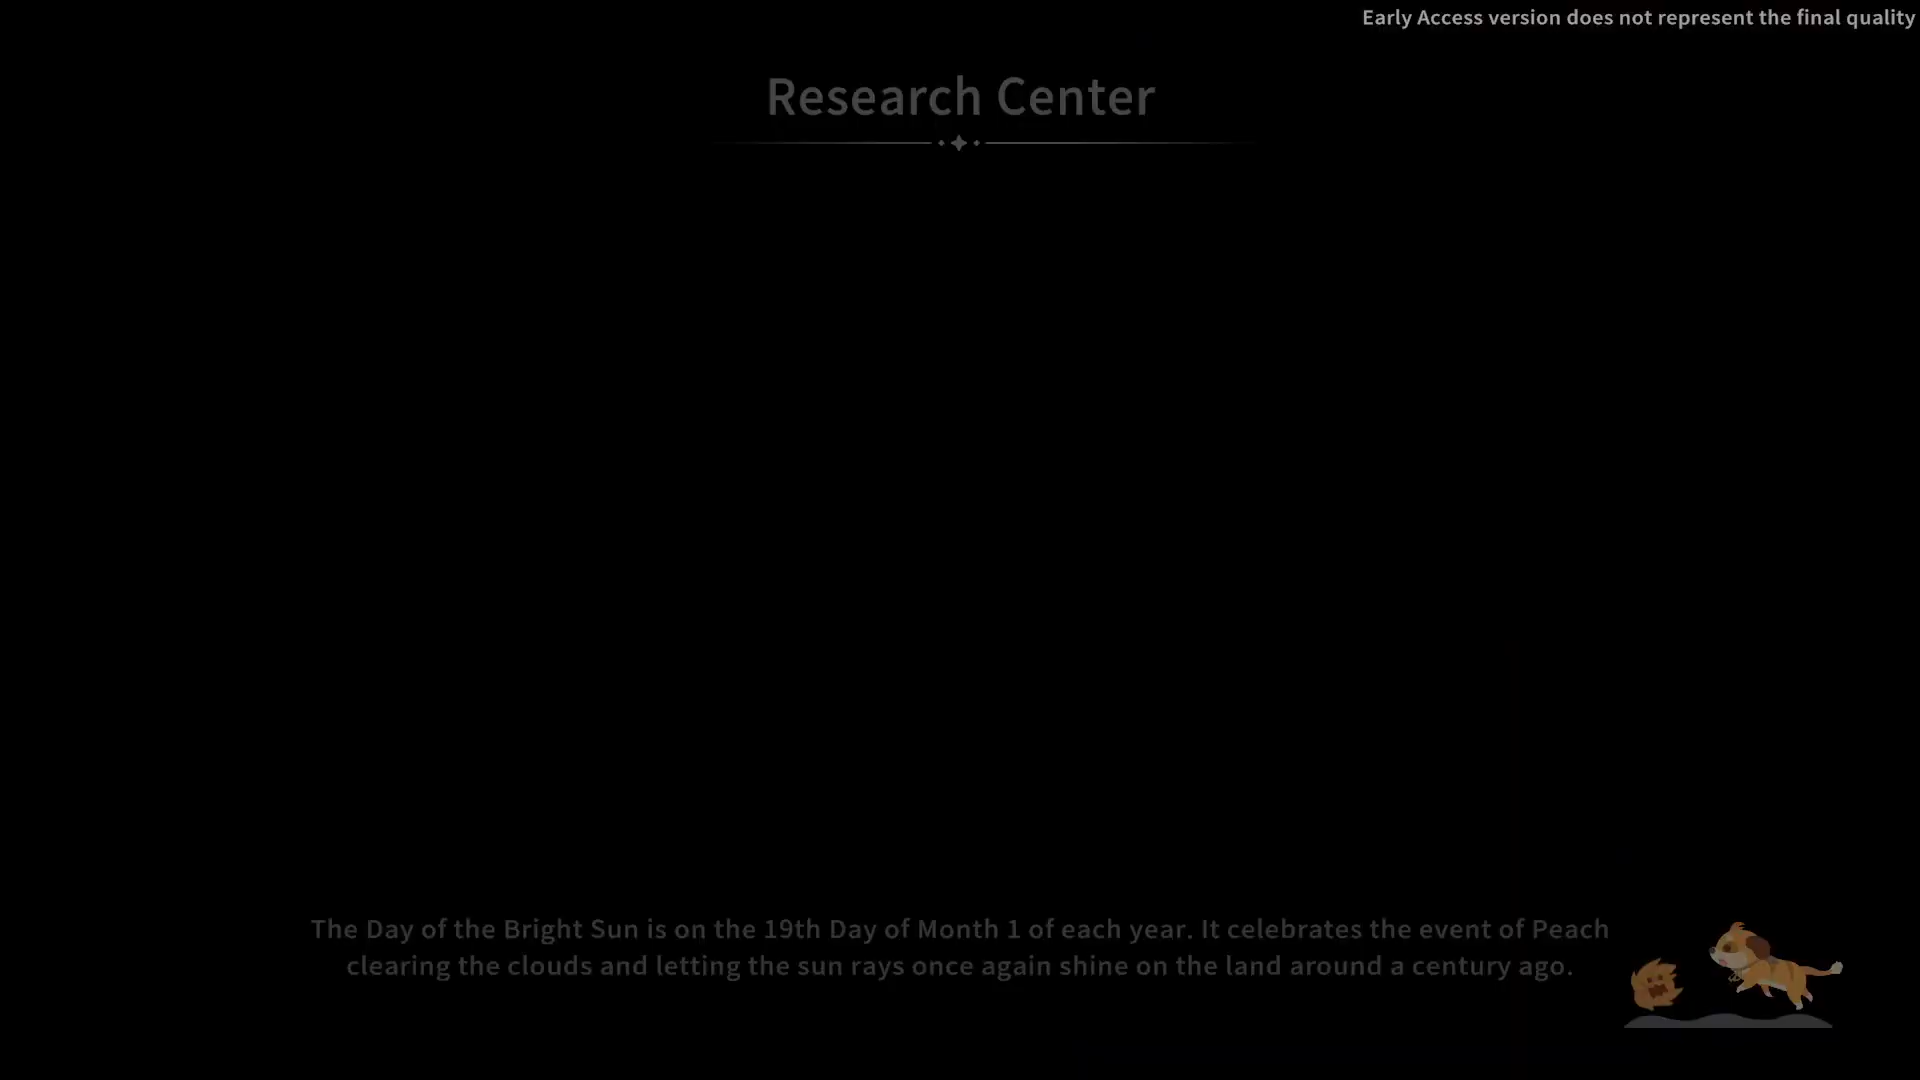 Early Access version does not represent the final quality
Research Center
The Day of the Bright Sun is on the 19th Day of Month 1 of each year. It celebrates the event of Peach
clearing the clouds and letting the sun rays once again shine on the land around a century ago.